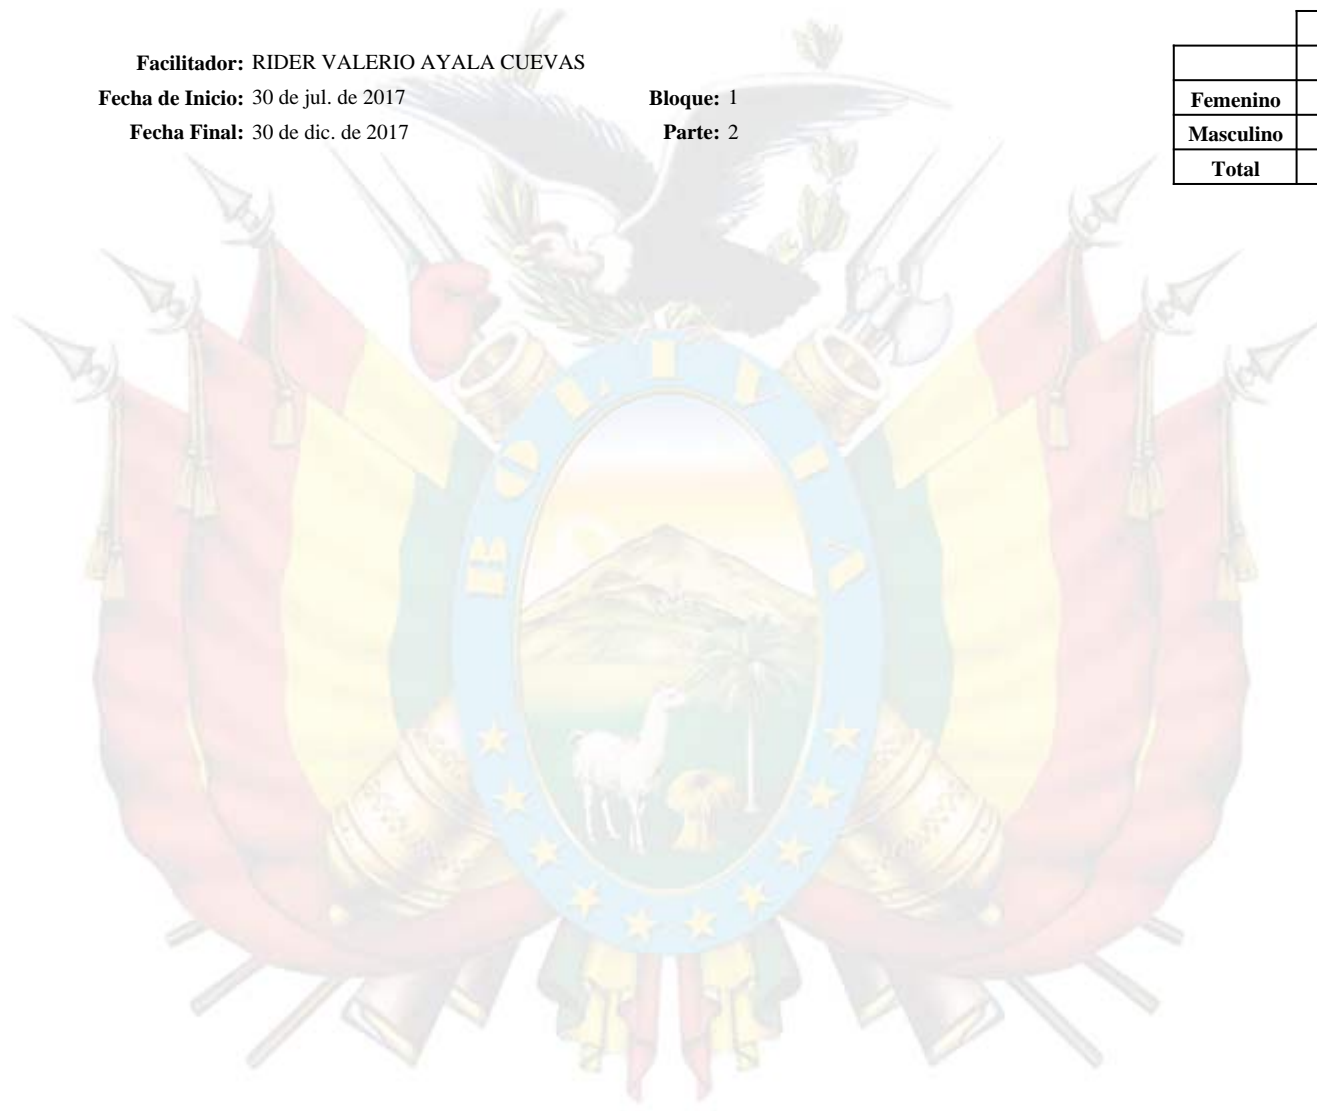 Facilitador: RIDER VALERIO AYALA CUEVAS
Fecha de Inicio: 30 de jul. de 2017 Bloque: 1
Fecha Final: 30 de dic. de 2017 Parte: 2
Femenino
Masculino
Total
BOLIVIA